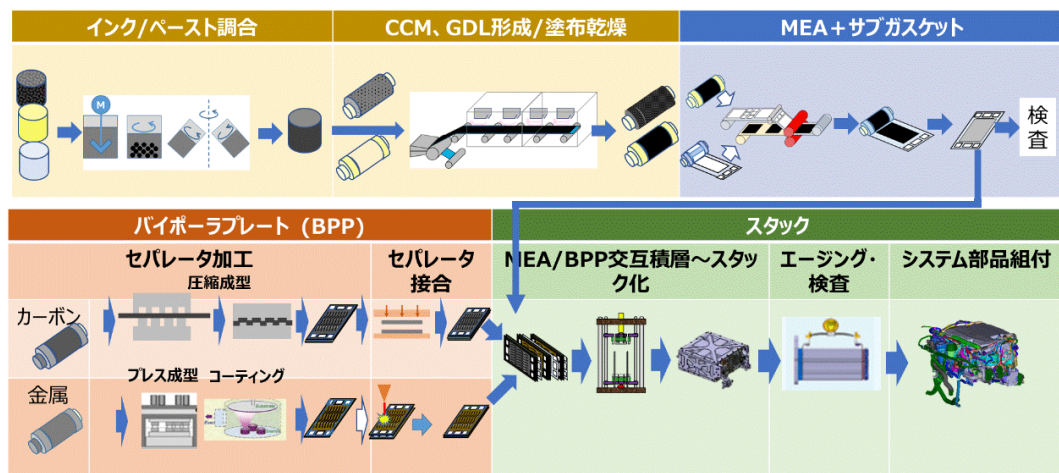 インク/ペースト調合
CCM、GDL形成/塗布乾燥
MEA＋サブガスケット
M
検
査
バイポーラプレート (BPP)
スタック
セパレータ加工
圧縮成型
セパレータ
接合
MEA/BPP交互積層～スタッ
ク化
エージング・
検査
システム部品組付
カーボン
プレス成型
コーティング
金属